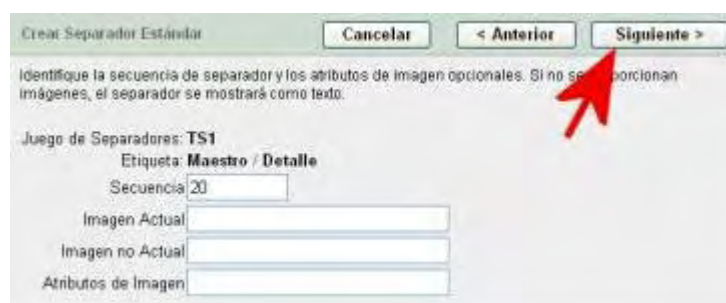 Crear Separador Estándar
Cancelar
< Anterior
Siguiente >
Identifique la secuencia de separador y los atributos de imagen opcionales. Si no se
imágenes, el separador se mostrará como texto.
Juego de Separadores: TS1
Etiqueta: Maestro / Detalle
Secuencia 20
Imagen Actual
Imagen no Actual
Atributos de Imagen